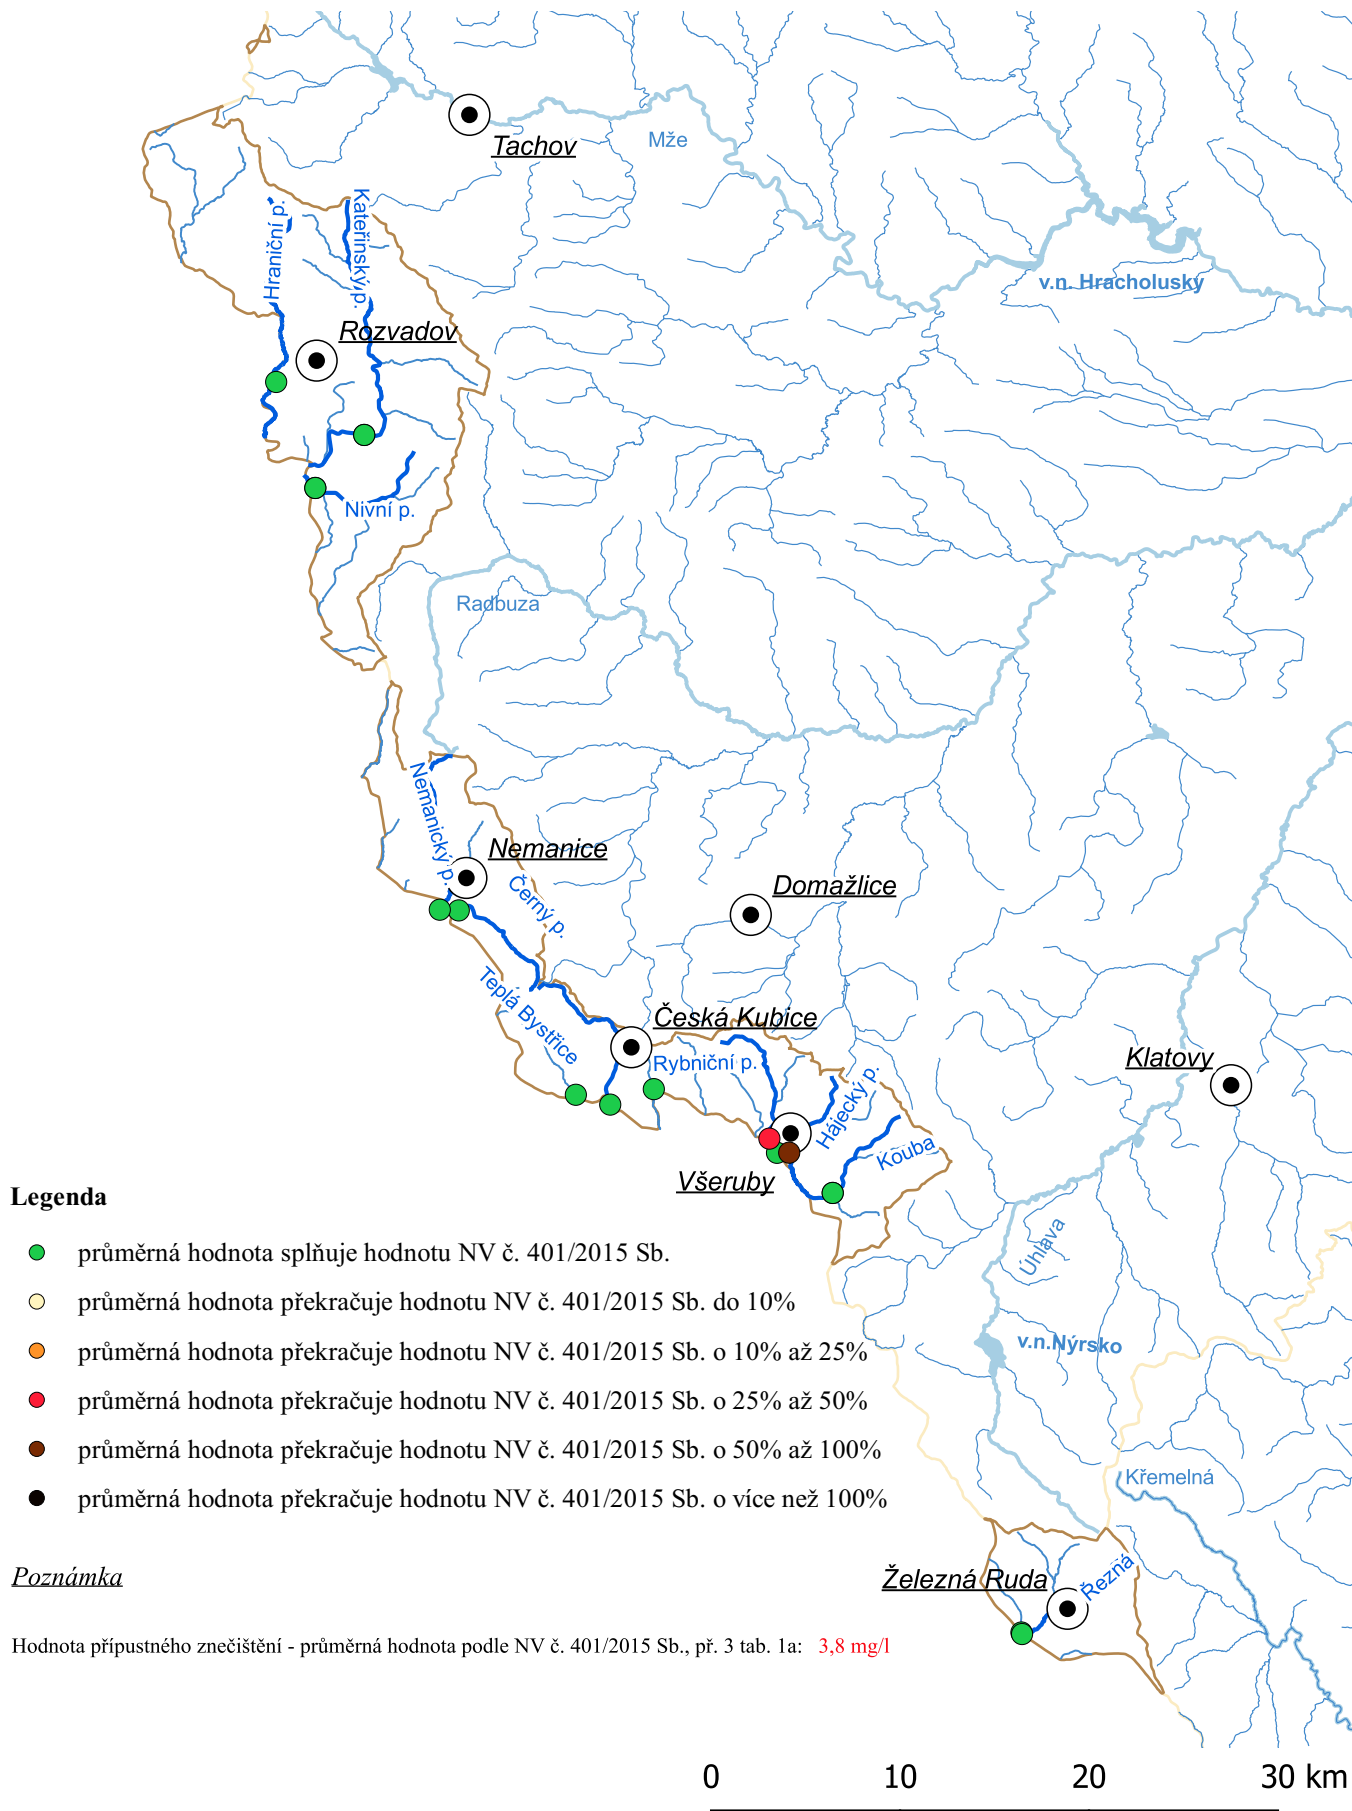 Tachov
Mže
Hraniční p.
Kateřinský p.
v.n. Hracholusky
Rozvadov
Nivní p.
Radbuza
Nemanický p.
Nemanice
Černý p.
Domažlice
Teplá Bystřice
Česká Kubice
Rybniční p.
Klatovy
Hájecký p.
Kouba
Všeruby
Úhlava
v.n.Nýrsko
Legenda
průměrná hodnota splňuje hodnotu NV č. 401/2015 Sb.
průměrná hodnota překračuje hodnotu NV č. 401/2015 Sb. do 10%
průměrná hodnota překračuje hodnotu NV č. 401/2015 Sb. o 10% až 25%
průměrná hodnota překračuje hodnotu NV č. 401/2015 Sb. o 25% až 50%
průměrná hodnota překračuje hodnotu NV č. 401/2015 Sb. o 50% až 100%
průměrná hodnota překračuje hodnotu NV č. 401/2015 Sb. o více než 100%
Křemelná
Poznámka
Železná Ruda
Řezná
Hodnota přípustného znečištění - průměrná hodnota podle NV č. 401/2015 Sb., př. 3 tab. 1a: 3,8 mg/l
0 10 20 30 km